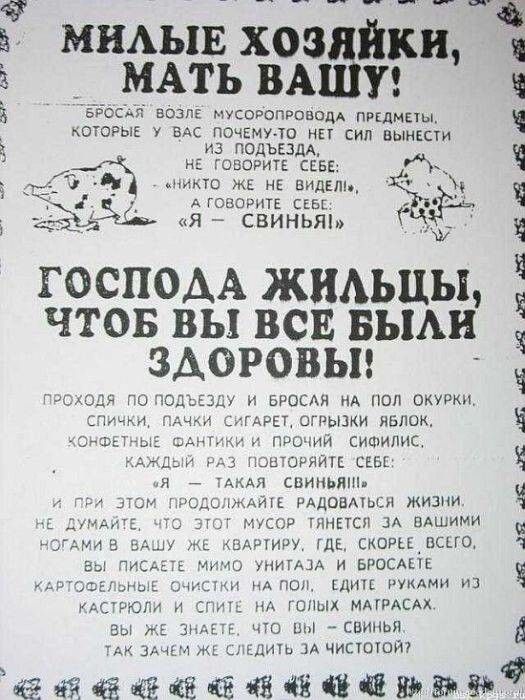 МИЛЫЕ ХОЗЯЙКИ,
МАТЬ ВАШУ!
БРОСАЯ ВОЗЛЕ МУСОРОПРОВОДА ПРЕДМЕТЫ,
КОТОРЫЕ У ВАС ПОЧЕМУ-ТО НЕТ СИЛ ВЫНЕСТИ
ИЗ ПОДЪЕЗДА,
НЕ ГОВОРИТЕ СЕБЕ:
«НИКТО ЖЕ НЕ ВИДЕЛ!»,
А ГОВОРИТЕ СЕБЕ:
«Я — СВИНЬЯ!»
ГОСПОДА ЖИЛЬЦЫ,
ЧТОБ ВЫ ВСЕ БЫЛИ
ЗДОРОВЫ!
ПРОХОДЯ ПО ПОДЪЕЗДУ И БРОСАЯ НА ПОЛ ОКУРКИ,
СПИЧКИ, ПАЧКИ СИГАРЕТ, ОГРЫЗКИ ЯБЛОК,
КОНФЕТНЫЕ ФАНТИКИ И ПРОЧИЙ СИФИЛИС,
КАЖДЫЙ РАЗ ПОВТОРЯЙТЕ СЕБЕ:
«Я — ТАКАЯ СВИНЬЯ!!!»
И ПРИ ЭТОМ ПРОДОЛЖАЙТЕ РАДОВАТЬСЯ ЖИЗНИ.
НЕ ДУМАЙТЕ, ЧТО ЭТОТ МУСОР ТЯНЕТСЯ ЗА ВАШИМИ
НОГАМИ В ВАШУ ЖЕ КВАРТИРУ, ГДЕ, СКОРЕЕ ВСЕГО,
ВЫ ПИСАЕТЕ МИМО УНИТАЗА И БРОСАЕТЕ
КАРТОФЕЛЬНЫЕ ОЧИСТКИ НА ПОЛ, ЕДИТЕ РУКАМИ ИЗ
КАСТРЮЛИ И СПИТЕ НА ГОЛЫХ МАТРАСАХ.
ВЫ ЖЕ ЗНАЕТЕ, ЧТО ВЫ — СВИНЬЯ.
ТАК ЗАЧЕМ ЖЕ СЛЕДИТЬ ЗА ЧИСТОТОЙ?